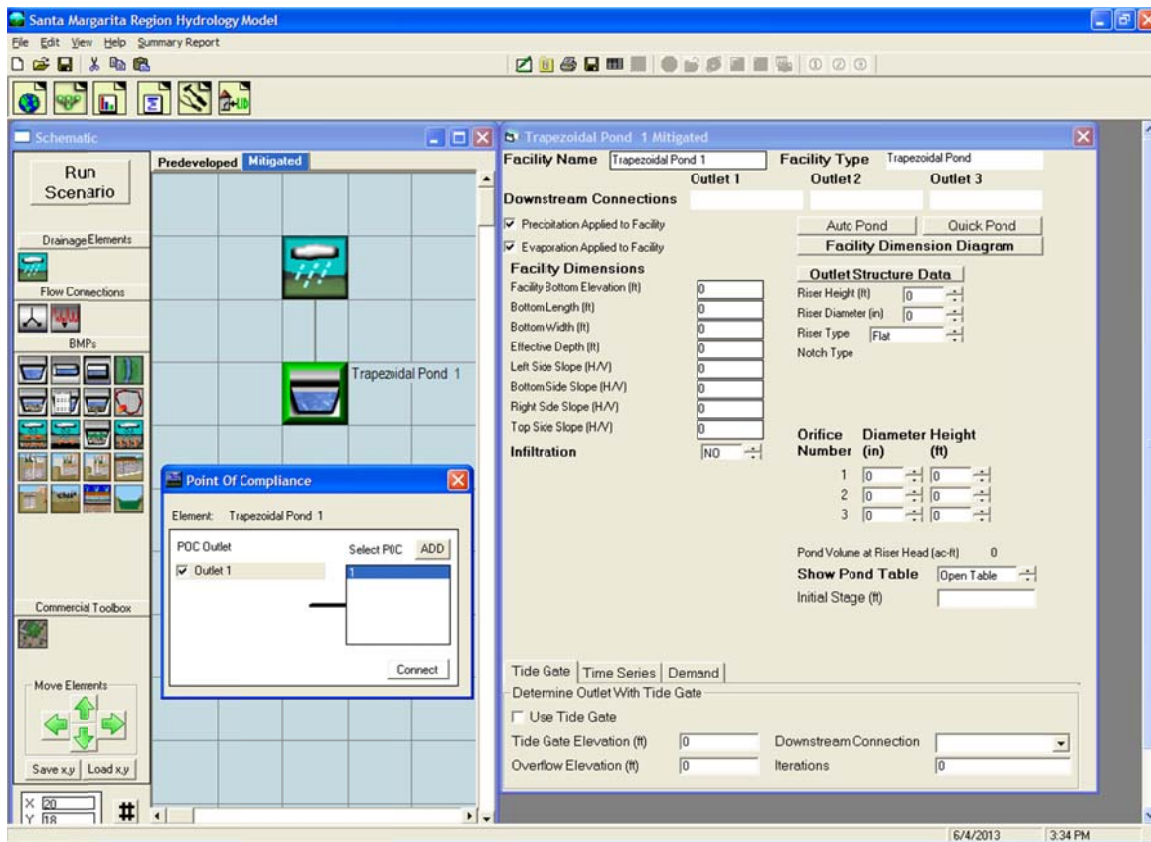 Santa Margarita Region Hydrology Model
File Edit View Help Summary Report
Schematic
Run Scenario
Predeveloped Mitigated
Drainage Elements
Flow Connections
BMPs
Trapezoidal Pond 1
Point Of Compliance
Element: Trapezoidal Pond 1
POC Outlet
Select POC ADD
Outlet 1
1
Connect
Commercial Toolbox
Move Elements
Save x,y Load x,y
X 20
Y 18
#
Trapezoidal Pond 1 Mitigated
Facility Name Trapezoidal Pond 1 Facility Type Trapezoidal Pond
Outlet 1 Outlet 2 Outlet 3
Downstream Connections
Precipitation Applied to Facility
Auto Pond Quick Pond
Evaporation Applied to Facility
Facility Dimension Diagram
Facility Dimensions
Facility Bottom Elevation (ft) 0
Bottom Length (ft) 0
Bottom Width (ft) 0
Effective Depth (ft) 0
Left Side Slope (H/V) 0
Bottom Side Slope (H/V) 0
Right Side Slope (H/V) 0
Top Side Slope (H/V) 0
Infiltration NO
Outlet Structure Data
Riser Height (ft) 0
Riser Diameter (in) 0
Riser Type Flat
Notch Type
Orifice Diameter Height
Number (in) (ft)
1 0 0
2 0 0
3 0 0
Pond Volume at Riser Head (ac-ft) 0
Show Pond Table Open Table
Initial Stage (ft)
Tide Gate Time Series Demand
Determine Outlet With Tide Gate
Use Tide Gate
Tide Gate Elevation (ft) 0 Downstream Connection
Overflow Elevation (ft) 0 Iterations 0
6/4/2013 3:34 PM